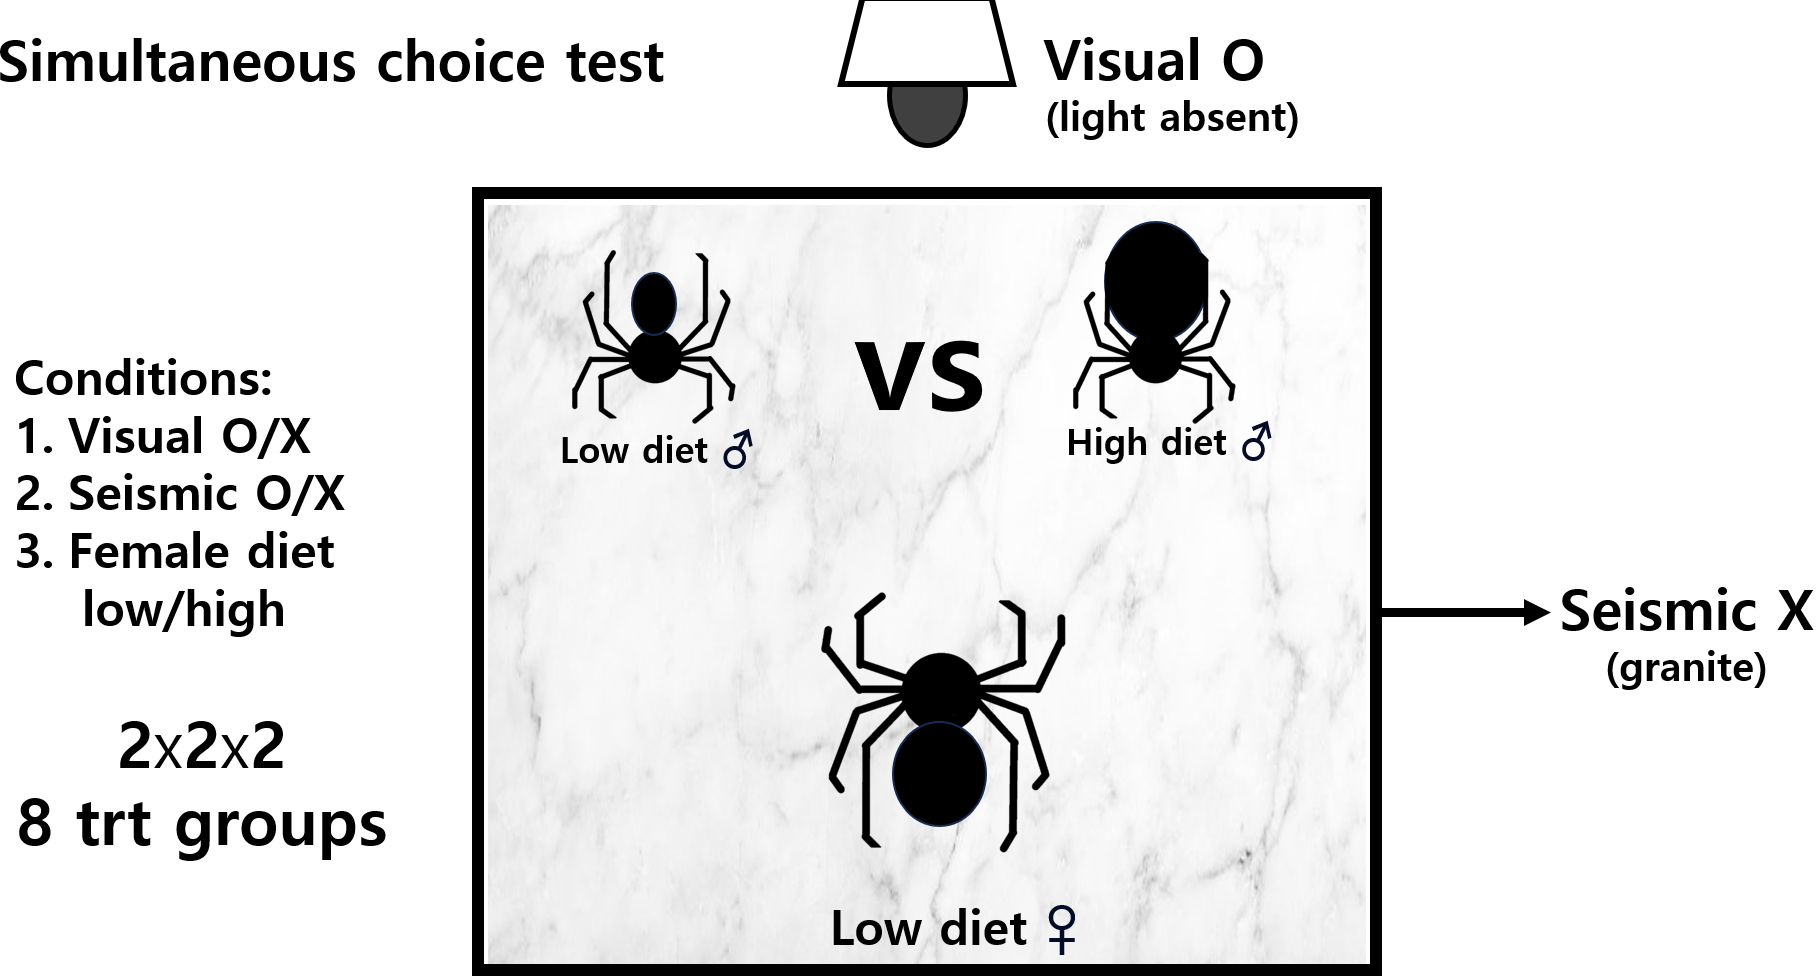 Simultaneous choice test
Visual O
(light absent)
Conditions:
1. Visual O/X
2. Seismic O/X
3. Female diet
low/high
2x2x2
8 trt groups
vs
Low diet ♂
High diet ♂
Low diet ♀
Seismic X
(granite)